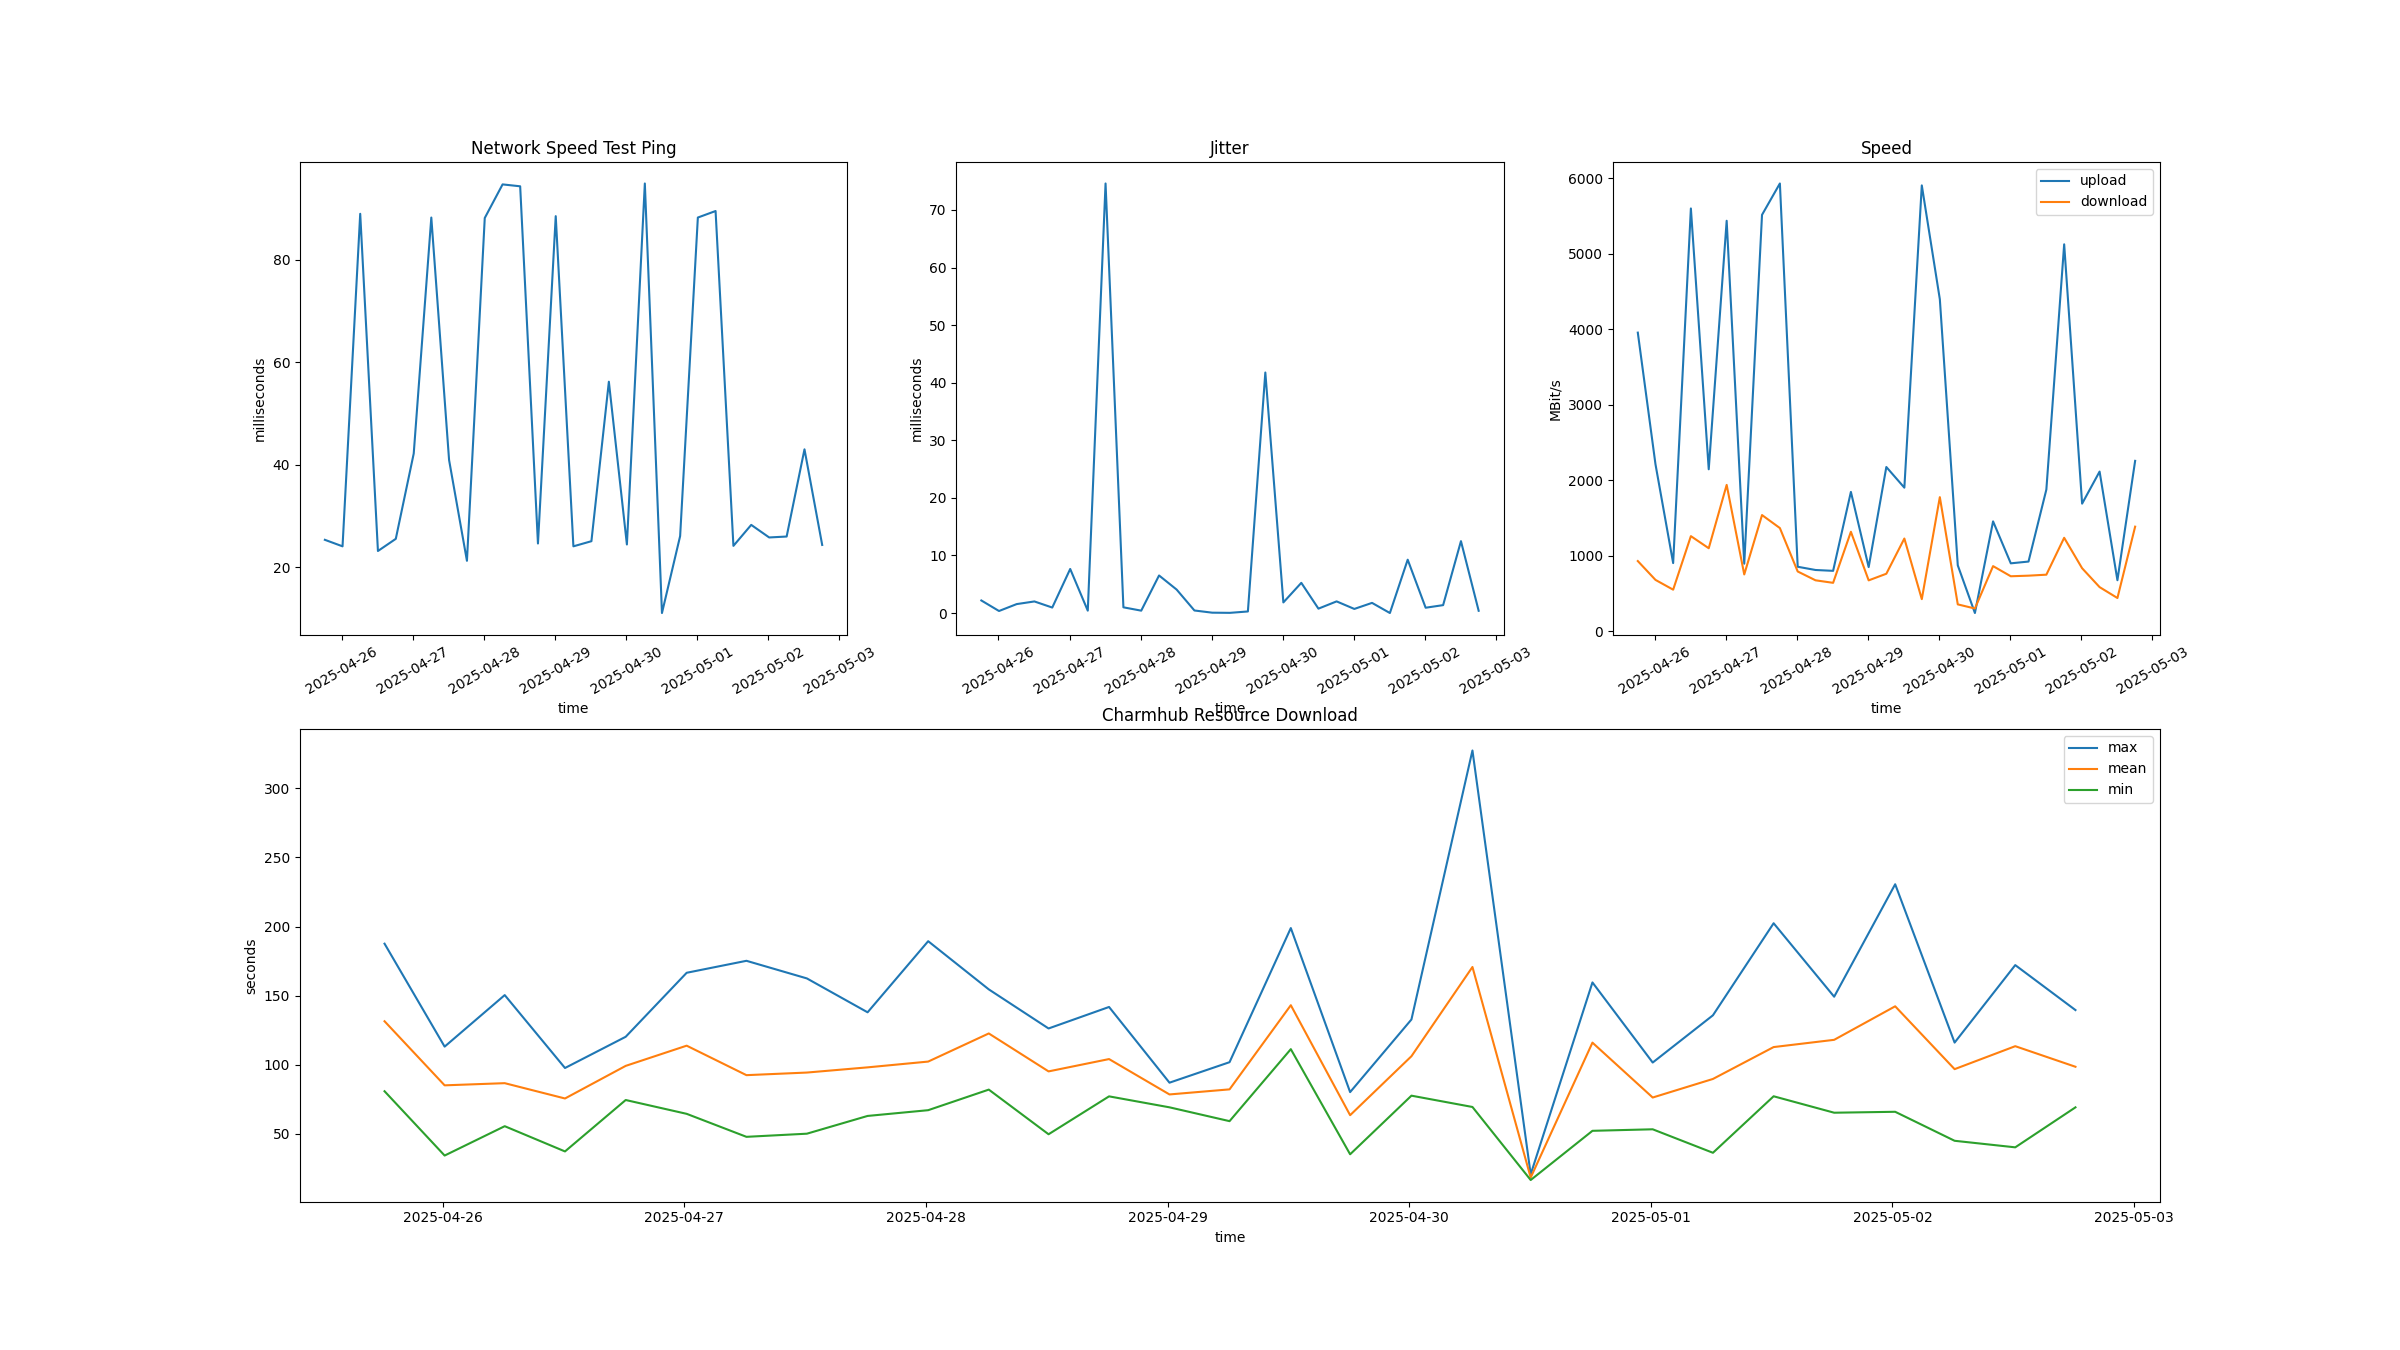 Network Speed Test Ping
milliseconds
80
60
40
20
2025-04-26 2025-04-27 2025-04-28 2025-04-29 2025-04-30 2025-05-01 2025-05-02 2025-05-03
time
Jitter
milliseconds
70
60
50
40
30
20
10
0
2025-04-26 2025-04-27 2025-04-28 2025-04-29 2025-04-30 2025-05-01 2025-05-02 2025-05-03
time
Speed
MBit/s
6000
5000
4000
3000
2000
1000
0
upload
download
2025-04-26 2025-04-27 2025-04-28 2025-04-29 2025-04-30 2025-05-01 2025-05-02 2025-05-03
time
Charmhub Resource Download
seconds
300
250
200
150
100
50
max
mean
min
2025-04-26 2025-04-27 2025-04-28 2025-04-29 2025-04-30 2025-05-01 2025-05-02 2025-05-03
time